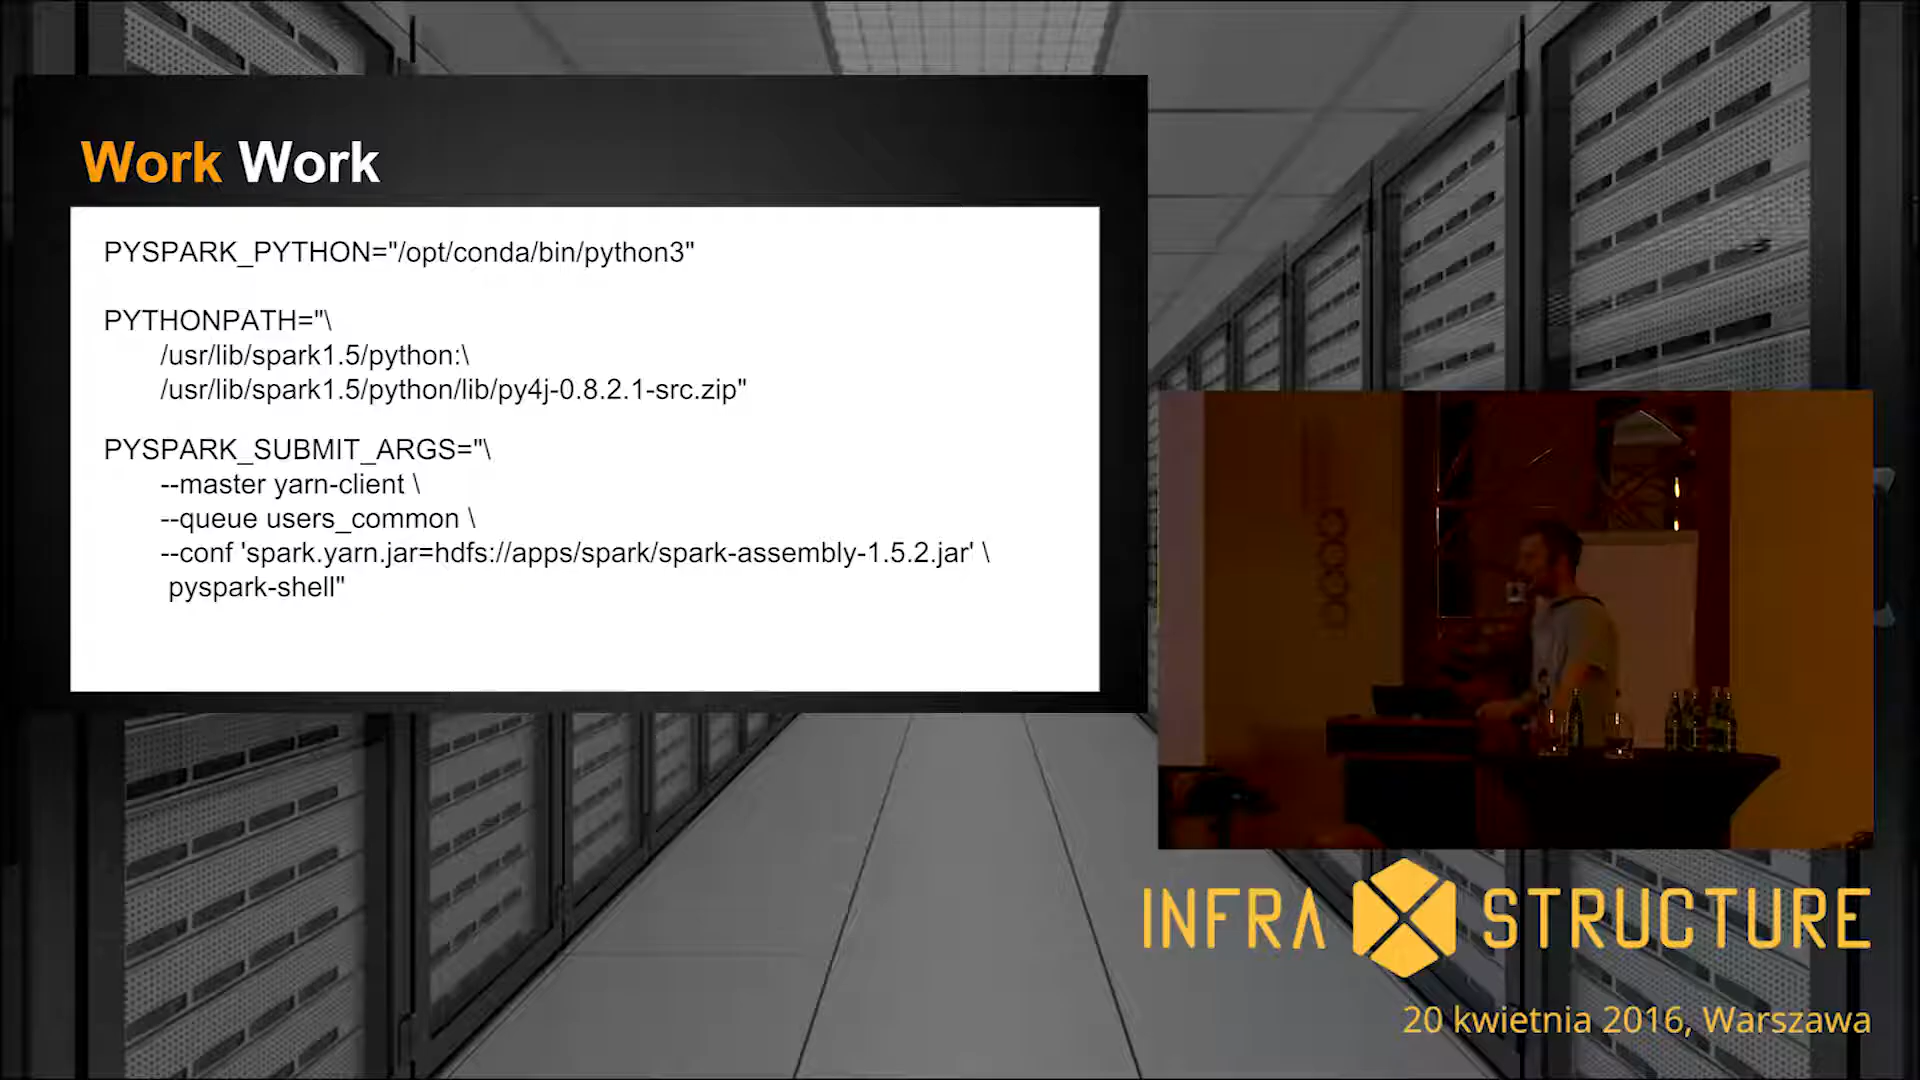 Work Work
PYSPARK_PYTHON="/opt/conda/bin/python3"
PYTHONPATH="\
/usr/lib/spark1.5/python:\
/usr/lib/spark1.5/python/lib/py4j-0.8.2.1-src.zip"
PYSPARK_SUBMIT_ARGS="\
--master yarn-client \
--queue users_common \
--conf 'spark.yarn.jar=hdfs://apps/spark/spark-assembly-1.5.2.jar' \
pyspark-shell"
INFRA STRUCTURE
20 kwietnia 2016, Warszawa